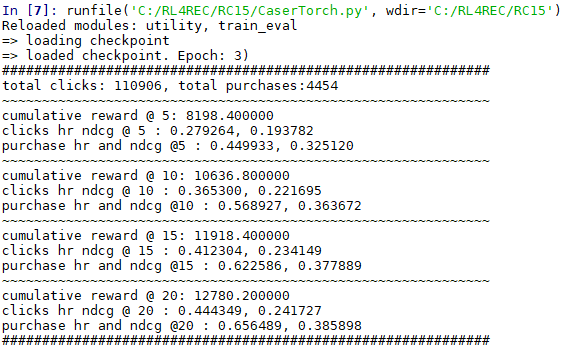 In [7]: runfile('C:/RL4REC/RC15/CaserTorch.py', wdir='C:/RL4REC/RC15')
Reloaded modules: utility, train_eval
=> loading checkpoint
=> loaded checkpoint. Epoch: 3)
#############################################################
total clicks: 110906, total purchases:4454
~~~~~~~~~~~~~~~~~~~~~~~~~~~~~~~~~~~~~~~~~~~~~~~~~~~~~~~~~~~~~
cumulative reward @ 5: 8198.400000
clicks hr ndcg @ 5 : 0.279264, 0.193782
purchase hr and ndcg @5 : 0.449933, 0.325120
~~~~~~~~~~~~~~~~~~~~~~~~~~~~~~~~~~~~~~~~~~~~~~~~~~~~~~~~~~~~~
cumulative reward @ 10: 10636.800000
clicks hr ndcg @ 10 : 0.365300, 0.221695
purchase hr and ndcg @10 : 0.568927, 0.363672
~~~~~~~~~~~~~~~~~~~~~~~~~~~~~~~~~~~~~~~~~~~~~~~~~~~~~~~~~~~~~
cumulative reward @ 15: 11918.400000
clicks hr ndcg @ 15 : 0.412304, 0.234149
purchase hr and ndcg @15 : 0.622586, 0.377889
~~~~~~~~~~~~~~~~~~~~~~~~~~~~~~~~~~~~~~~~~~~~~~~~~~~~~~~~~~~~~
cumulative reward @ 20: 12780.200000
clicks hr ndcg @ 20 : 0.444349, 0.241727
purchase hr and ndcg @20 : 0.656489, 0.385898
#############################################################